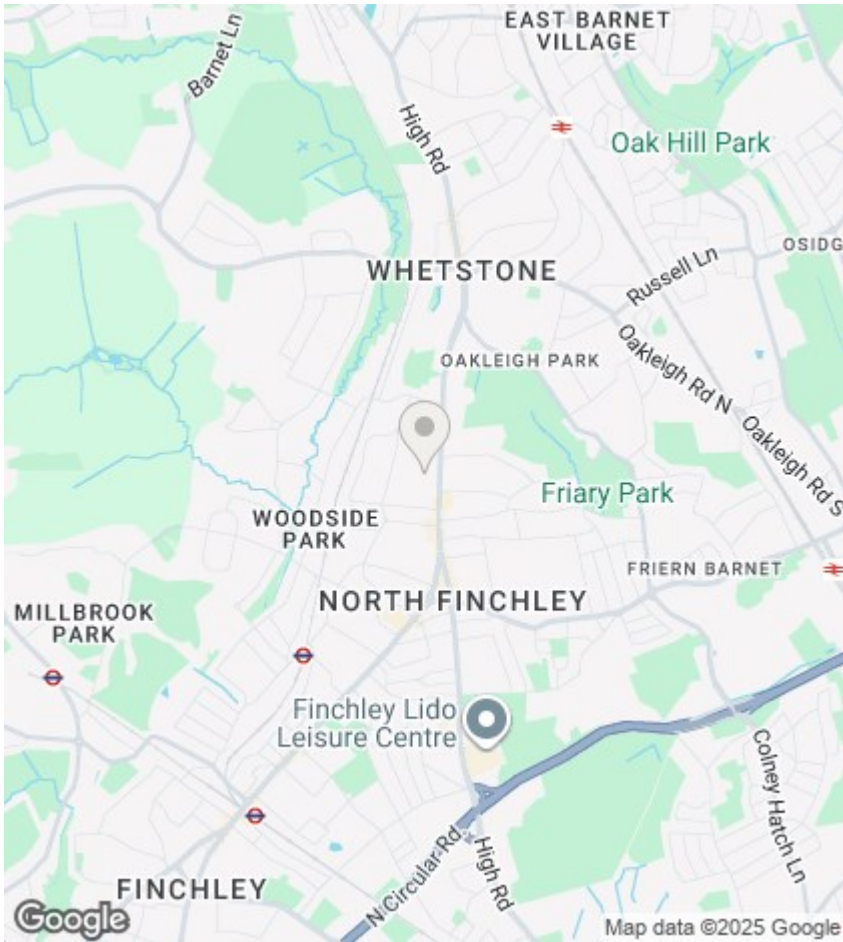 EAST BARNET
VILLAGE
Barnet Ln
High Rd
Oak Hill Park
OSIDG
WHETSTONE
Russell Ln
OAKLEIGH PARK
Oakleigh Rd N
Oakleigh Rd S
Friary Park
WOODSIDE
PARK
FRIERN BARNET
NORTH FINCHLEY
MILLBROOK
PARK
Finchley Lido
Leisure Centre
Colney Hatch Ln
N Circular Rd
High Rd
FINCHLEY
Google
Map data ©2025 Google